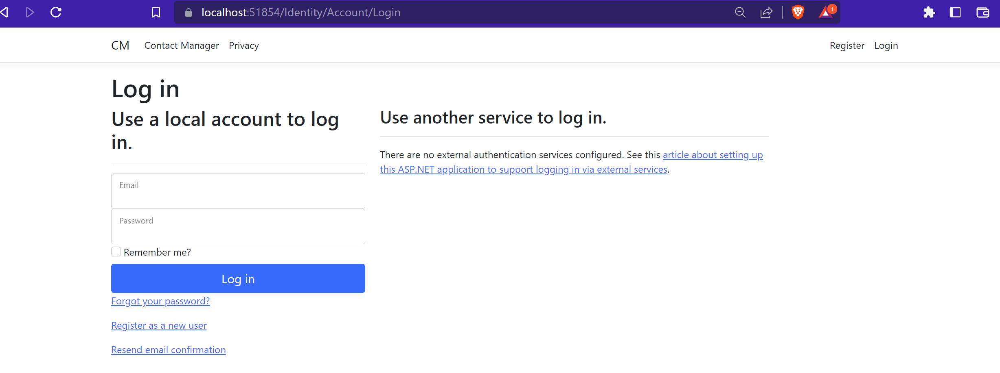 localhost:51854/Identity/Account/Login
1
CM Contact Manager Privacy Register Login
Log in
Use a local account to log
in.
Email
Password
Remember me?
Log in
Forgot your password?
Register as a new user
Resend email confirmation
Use another service to log in.
There are no external authentication services configured. See this article about setting up
this ASP.NET application to support logging in via external services.